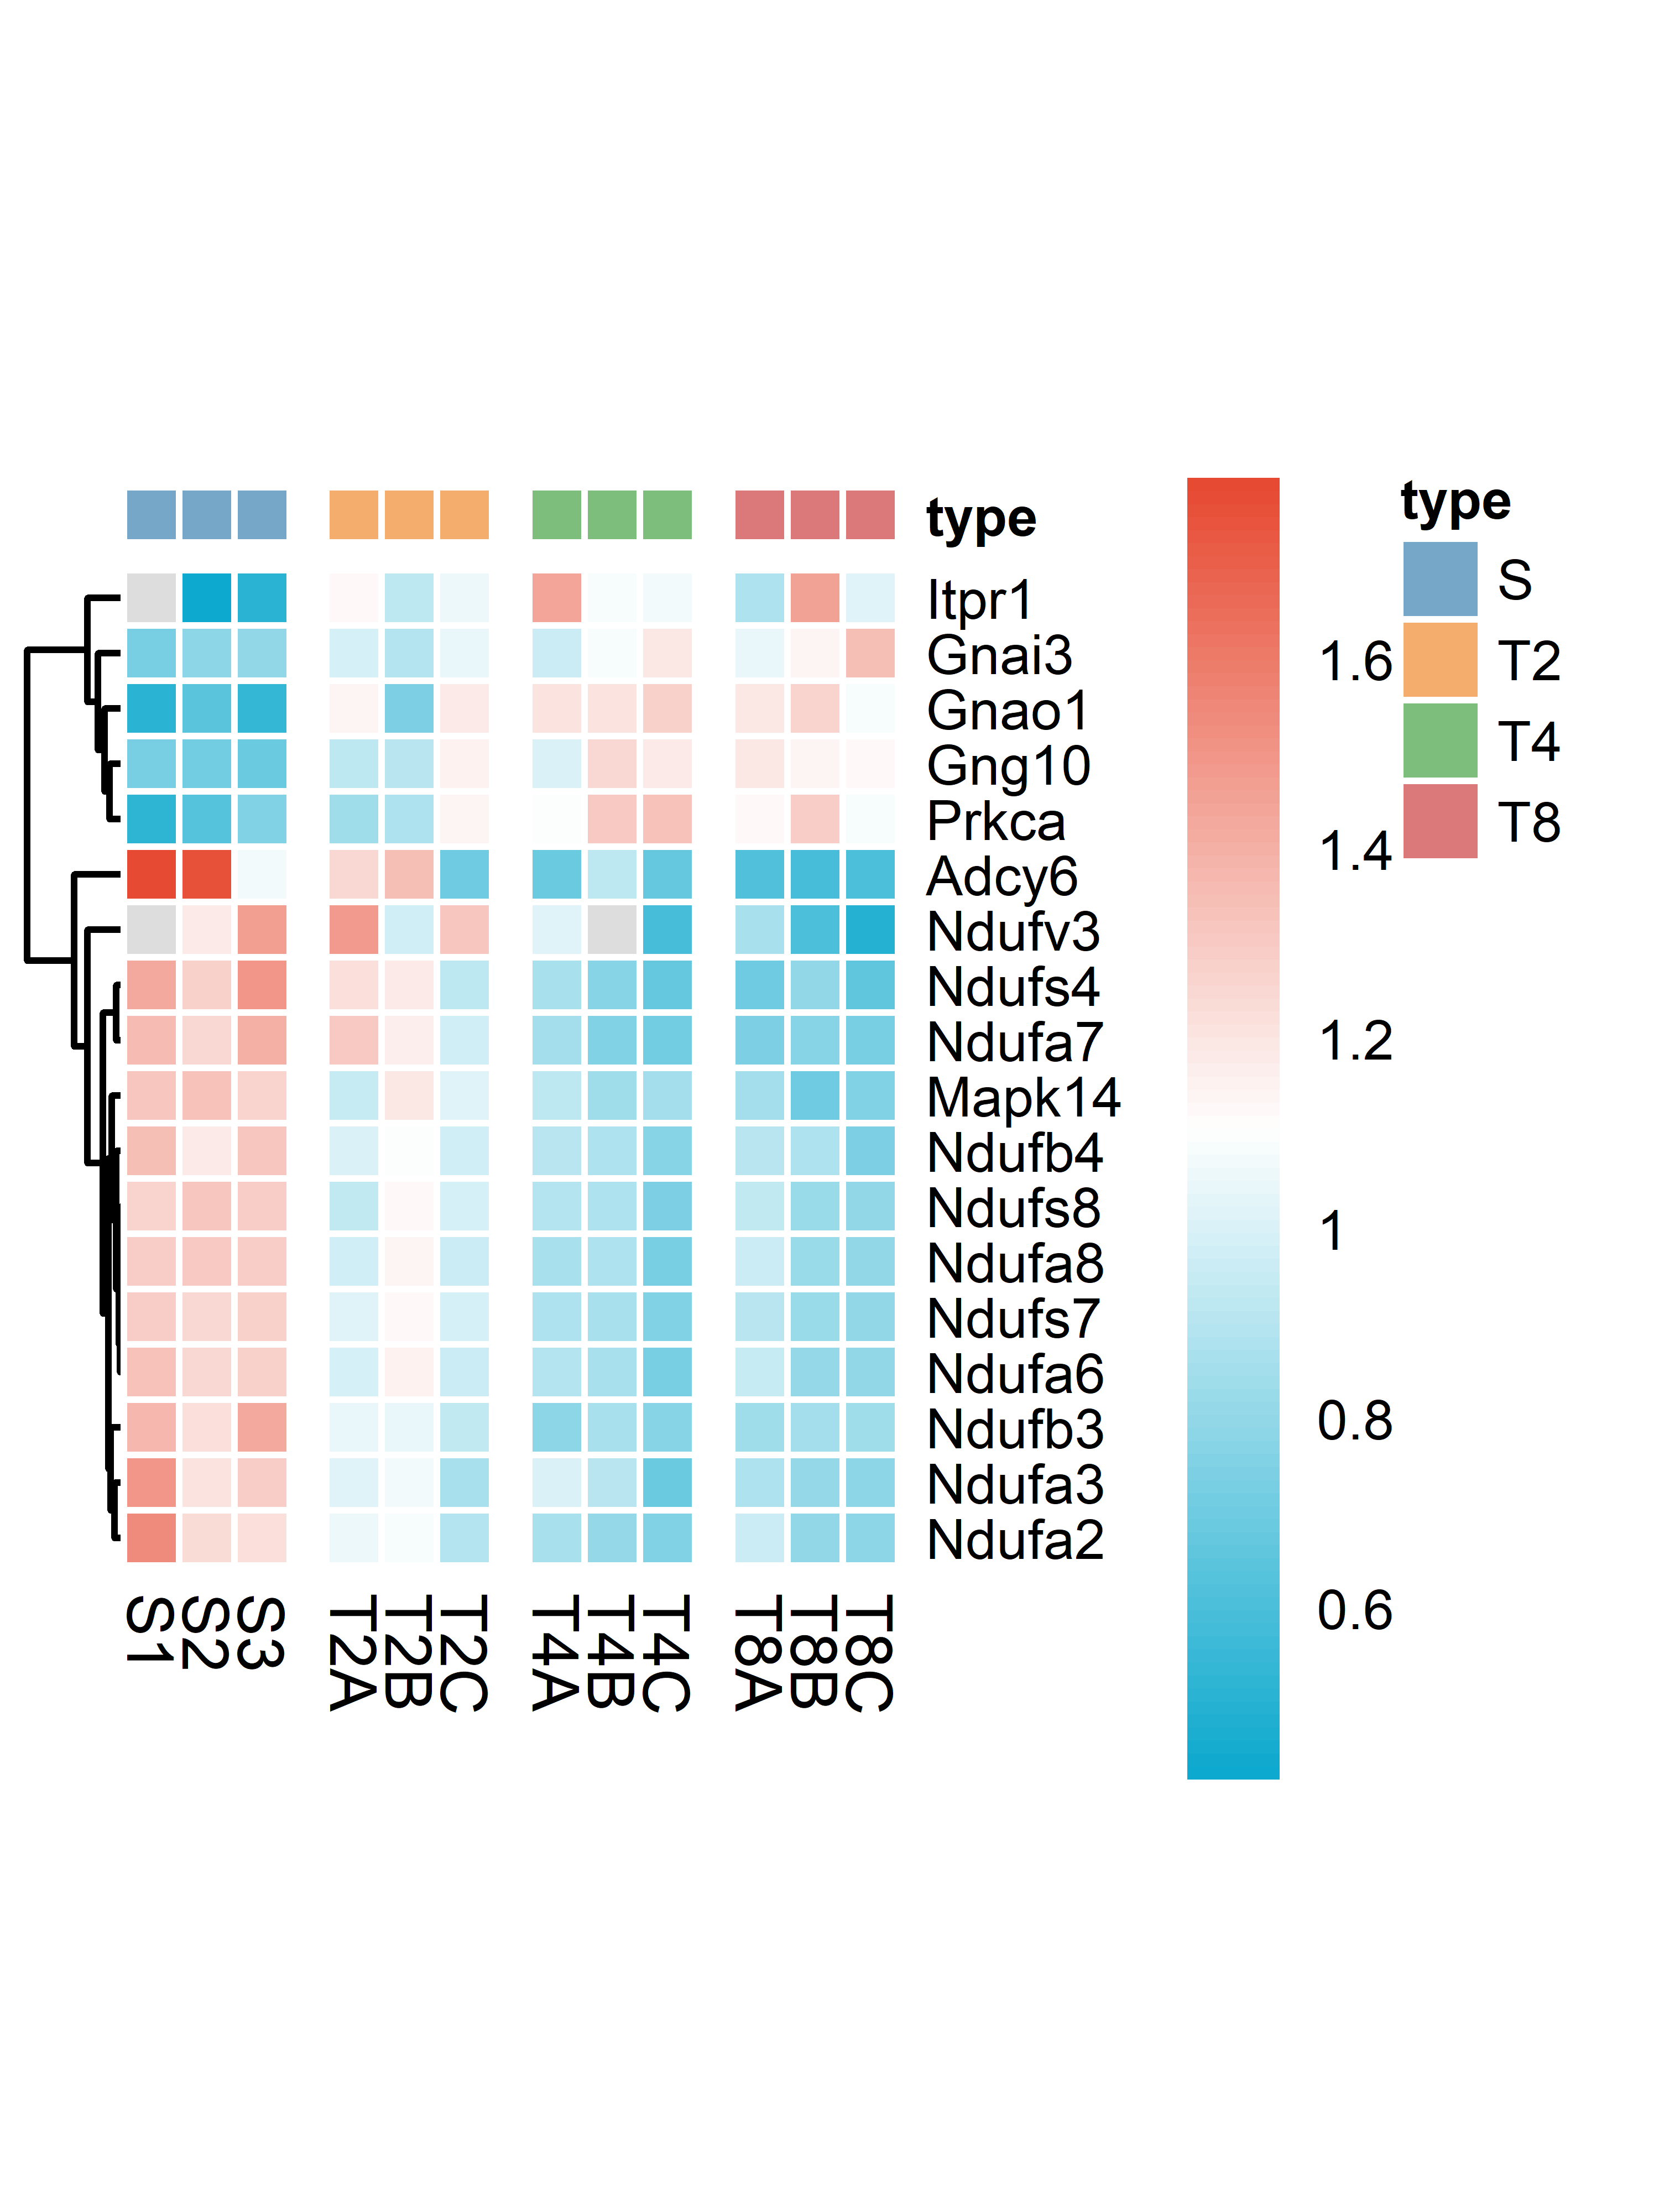 type
Itpr1
Gnai3
Gnao1
Gng10
Prkca
Adcy6
Ndufv3
Ndufs4
Ndufa7
Mapk14
Ndufb4
Ndufs8
Ndufa8
Ndufs7
Ndufa6
Ndufb3
Ndufa3
Ndufa2
S1
S2
S3
T2A
T2B
T2C
T4A
T4B
T4C
T8A
T8B
T8C
1.6
1.4
1.2
1
0.8
0.6
type
S
T2
T4
T8